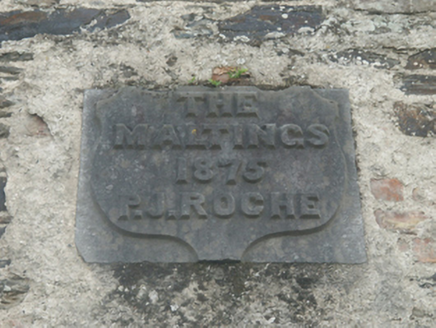 THE
MALTINGS
1875
P.J. ROCHE